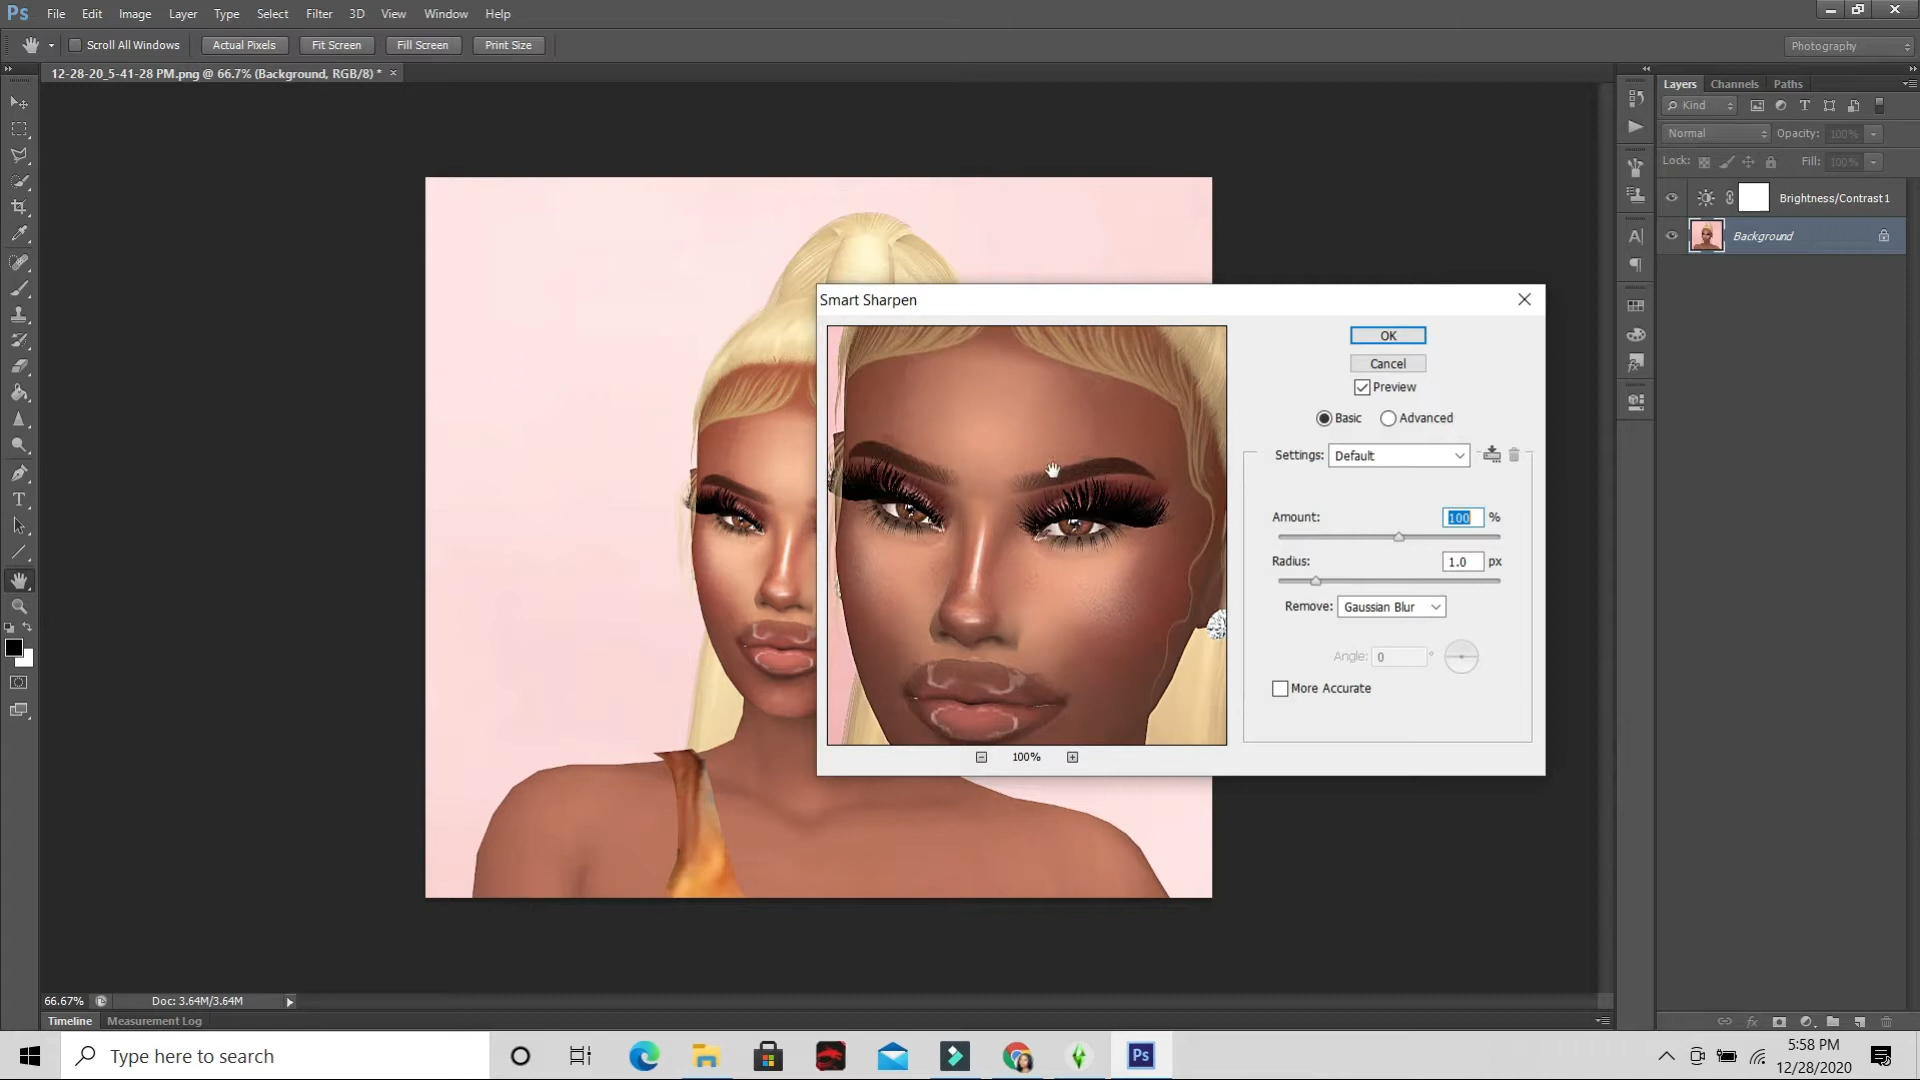 Ps File Edit Image Layer Type Select Filter 3D View Window Help
Scroll All Windows Actual Pixels Fit Screen Fill Screen Print Size Photography
12-28-20_5-41-28 PM.png @ 66.7% (Background, RGB/8) * ×
Layers Channels Paths
Kind
Normal Opacity: 100%
Lock: Fill: 100%
Brightness/Contrast 1
Background
Smart Sharpen
OK
Cancel
Preview
Basic Advanced
Settings: Default
Amount: 100 %
Radius: 1.0 px
Remove: Gaussian Blur
Angle: 0 °
More Accurate
100%
66.67% Doc: 3.64M/3.64M
Timeline Measurement Log
Type here to search
Ps
5:58 PM
12/28/2020